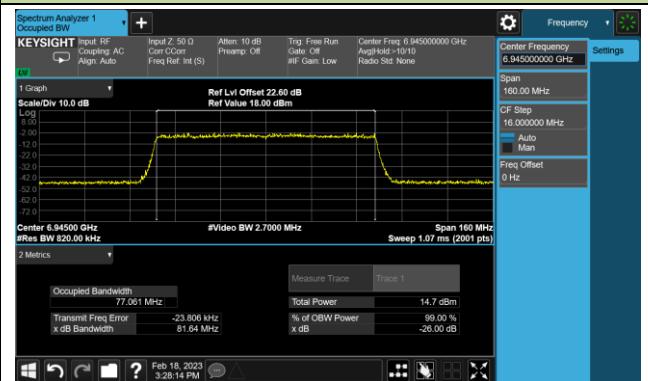 Spectrum Analyzer 1
Occupied BW
Frequency
KEYSIGHT
Input: RF
Coupling: AC
Align: Auto
Input Z: 50 Ω
Corr CCorr
Freq Ref: Int (S)
Atten: 10 dB
Preamp: Off
Trig: Free Run
Gate: Off
#IF Gain: Low
Center Freq: 6.945000000 GHz
Avg|Hold:>10/10
Radio Std: None
LW
Center Frequency
6.945000000 GHz
Settings
Span
160.00 MHz
CF Step
16.000000 MHz
Auto
Man
Freq Offset
0 Hz
1 Graph
Scale/Div 10.0 dB
Ref Lvl Offset 22.60 dB
Ref Value 18.00 dBm
Log
8.00
-2.00
-12.0
-22.0
-32.0
-42.0
-52.0
-62.0
-72.0
Center 6.94500 GHz
#Res BW 820.00 kHz
#Video BW 2.7000 MHz
Span 160 MHz
Sweep 1.07 ms (2001 pts)
2 Metrics
Measure Trace
Trace 1
Occupied Bandwidth
77.061 MHz
Total Power
14.7 dBm
Transmit Freq Error
-23.806 kHz
% of OBW Power
99.00 %
x dB Bandwidth
81.64 MHz
x dB
-26.00 dB
?
Feb 18, 2023
3:28:14 PM